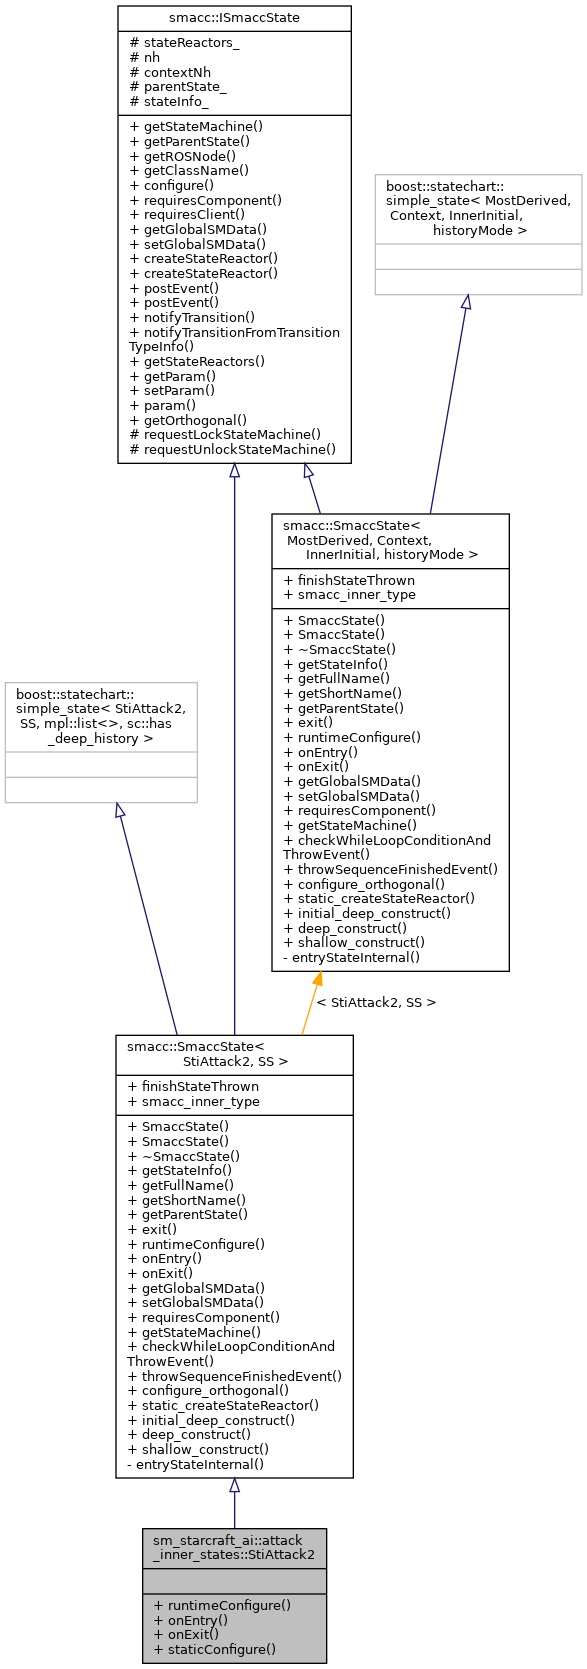 smacc::ISmaccState
# stateReactors_
# nh
# contextNh
# parentState_
# stateInfo_
+ getStateMachine()
+ getParentState()
+ getROSNode()
+ getClassName()
+ configure()
+ requiresComponent()
+ requiresClient()
+ getGlobalSMData()
+ setGlobalSMData()
+ createStateReactor()
+ createStateReactor()
+ postEvent()
+ postEvent()
+ notifyTransition()
+ notifyTransitionFromTransition
TypeInfo()
+ getStateReactors()
+ getParam()
+ setParam()
+ param()
+ getOrthogonal()
# requestLockStateMachine()
# requestUnlockStateMachine()
boost::statechart::
simple_state< MostDerived,
Context, InnerInitial,
historyMode >
smacc::SmaccState<
MostDerived, Context,
InnerInitial, historyMode >
+ finishStateThrown
+ smacc_inner_type
+ SmaccState()
+ SmaccState()
+ ~SmaccState()
+ getStateInfo()
+ getFullName()
+ getShortName()
+ getParentState()
+ exit()
+ runtimeConfigure()
+ onEntry()
+ onExit()
+ getGlobalSMData()
+ setGlobalSMData()
+ requiresComponent()
+ getStateMachine()
+ checkWhileLoopConditionAnd
ThrowEvent()
+ throwSequenceFinishedEvent()
+ configure_orthogonal()
+ static_createStateReactor()
+ initial_deep_construct()
+ deep_construct()
+ shallow_construct()
- entryStateInternal()
boost::statechart::
simple_state< StiAttack2,
SS, mpl::list<>, sc::has
_deep_history >
< StiAttack2, SS >
smacc::SmaccState<
StiAttack2, SS >
+ finishStateThrown
+ smacc_inner_type
+ SmaccState()
+ SmaccState()
+ ~SmaccState()
+ getStateInfo()
+ getFullName()
+ getShortName()
+ getParentState()
+ exit()
+ runtimeConfigure()
+ onEntry()
+ onExit()
+ getGlobalSMData()
+ setGlobalSMData()
+ requiresComponent()
+ getStateMachine()
+ checkWhileLoopConditionAnd
ThrowEvent()
+ throwSequenceFinishedEvent()
+ configure_orthogonal()
+ static_createStateReactor()
+ initial_deep_construct()
+ deep_construct()
+ shallow_construct()
- entryStateInternal()
sm_starcraft_ai::attack
_inner_states::StiAttack2
+ runtimeConfigure()
+ onEntry()
+ onExit()
+ staticConfigure()